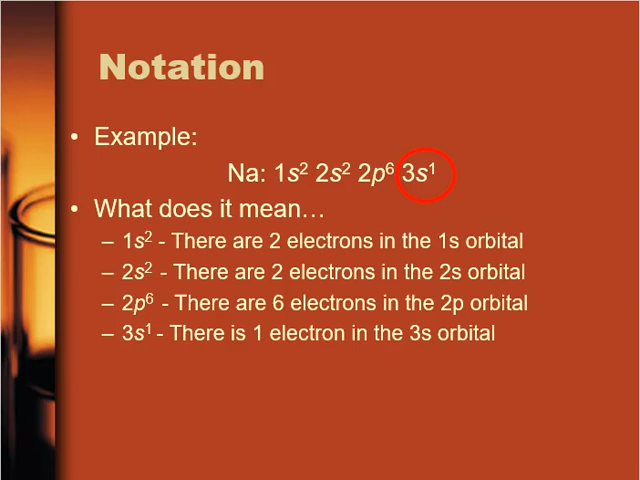 Notation
• Example:
Na: 1s² 2s² 2p⁶ 3s¹
• What does it mean…
– 1s² - There are 2 electrons in the 1s orbital
– 2s² - There are 2 electrons in the 2s orbital
– 2p⁶ - There are 6 electrons in the 2p orbital
– 3s¹ - There is 1 electron in the 3s orbital